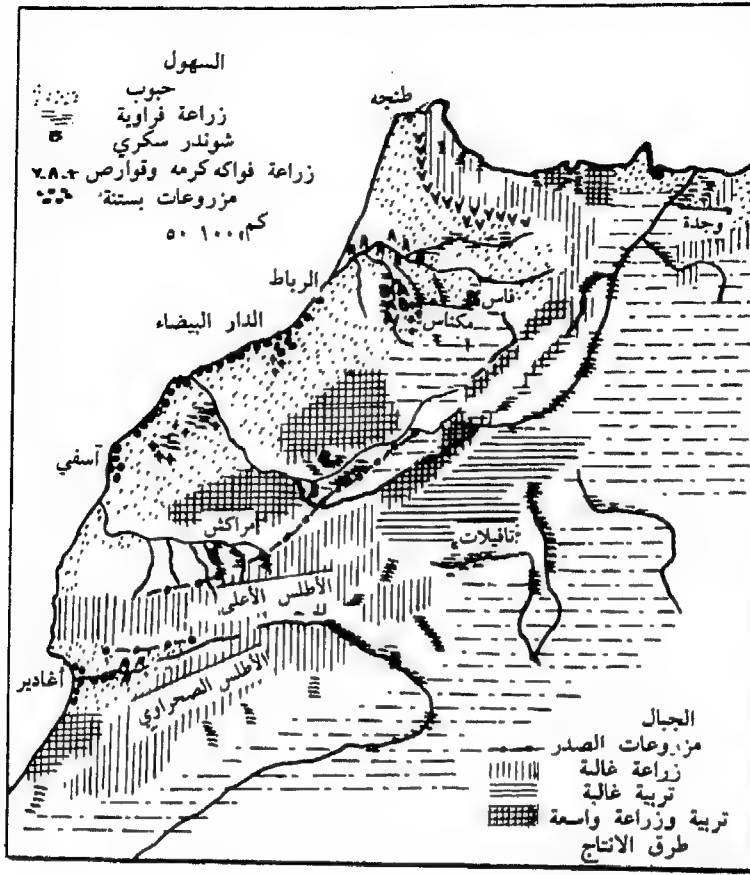 السهول
حبوب
زراعة فراوية
شوندر سكري
زراعة فواكه كرمه وقوارص
مزروعات بستنة
٥٠ ١٠٠ كم
طنجه
وجدة
الرباط
فاس
مكناس
الدار البيضاء
آسفي
مراكش
تافيلات
الأطلس الأعلى
أغادير
الأطلس الصحراوي
الجبال
مزروعات الصدر
زراعة غالبة
تربية غالبة
تربية وزراعة واسعة
طرق الانتاج